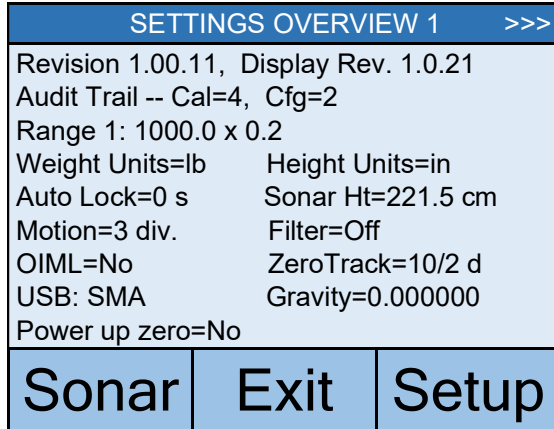 SETTINGS OVERVIEW 1 >>>
Revision 1.00.11, Display Rev. 1.0.21
Audit Trail -- Cal=4, Cfg=2
Range 1: 1000.0 x 0.2
Weight Units=lb Height Units=in
Auto Lock=0 s Sonar Ht=221.5 cm
Motion=3 div. Filter=Off
OIML=No ZeroTrack=10/2 d
USB: SMA Gravity=0.000000
Power up zero=No
Sonar Exit Setup